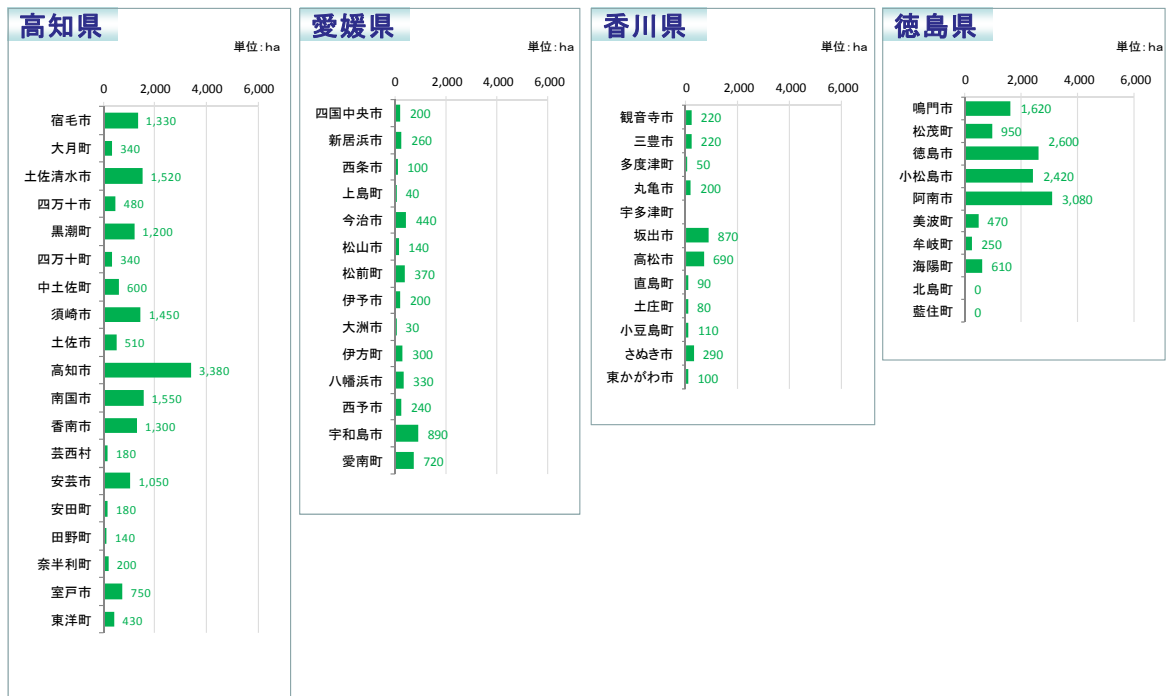 高知県
単位:ha
0 2,000 4,000 6,000
宿毛市 1,330
大月町 340
土佐清水市 1,520
四万十市 480
黒潮町 1,200
四万十町 340
中土佐町 600
須崎市 1,450
土佐市 510
高知市 3,380
南国市 1,550
香南市 1,300
芸西村 180
安芸市 1,050
安田町 180
田野町 140
奈半利町 200
室戸市 750
東洋町 430
愛媛県
単位:ha
0 2,000 4,000 6,000
四国中央市 200
新居浜市 260
西条市 100
上島町 40
今治市 440
松山市 140
松前町 370
伊予市 200
大洲市 30
伊方町 300
八幡浜市 330
西予市 240
宇和島市 890
愛南町 720
香川県
単位:ha
0 2,000 4,000 6,000
観音寺市 220
三豊市 220
多度津町 50
丸亀市 200
宇多津町
坂出市 870
高松市 690
直島町 90
土庄町 80
小豆島町 110
さぬき市 290
東かがわ市 100
徳島県
単位:ha
0 2,000 4,000 6,000
鳴門市 1,620
松茂町 950
徳島市 2,600
小松島市 2,420
阿南市 3,080
美波町 470
牟岐町 250
海陽町 610
北島町 0
藍住町 0